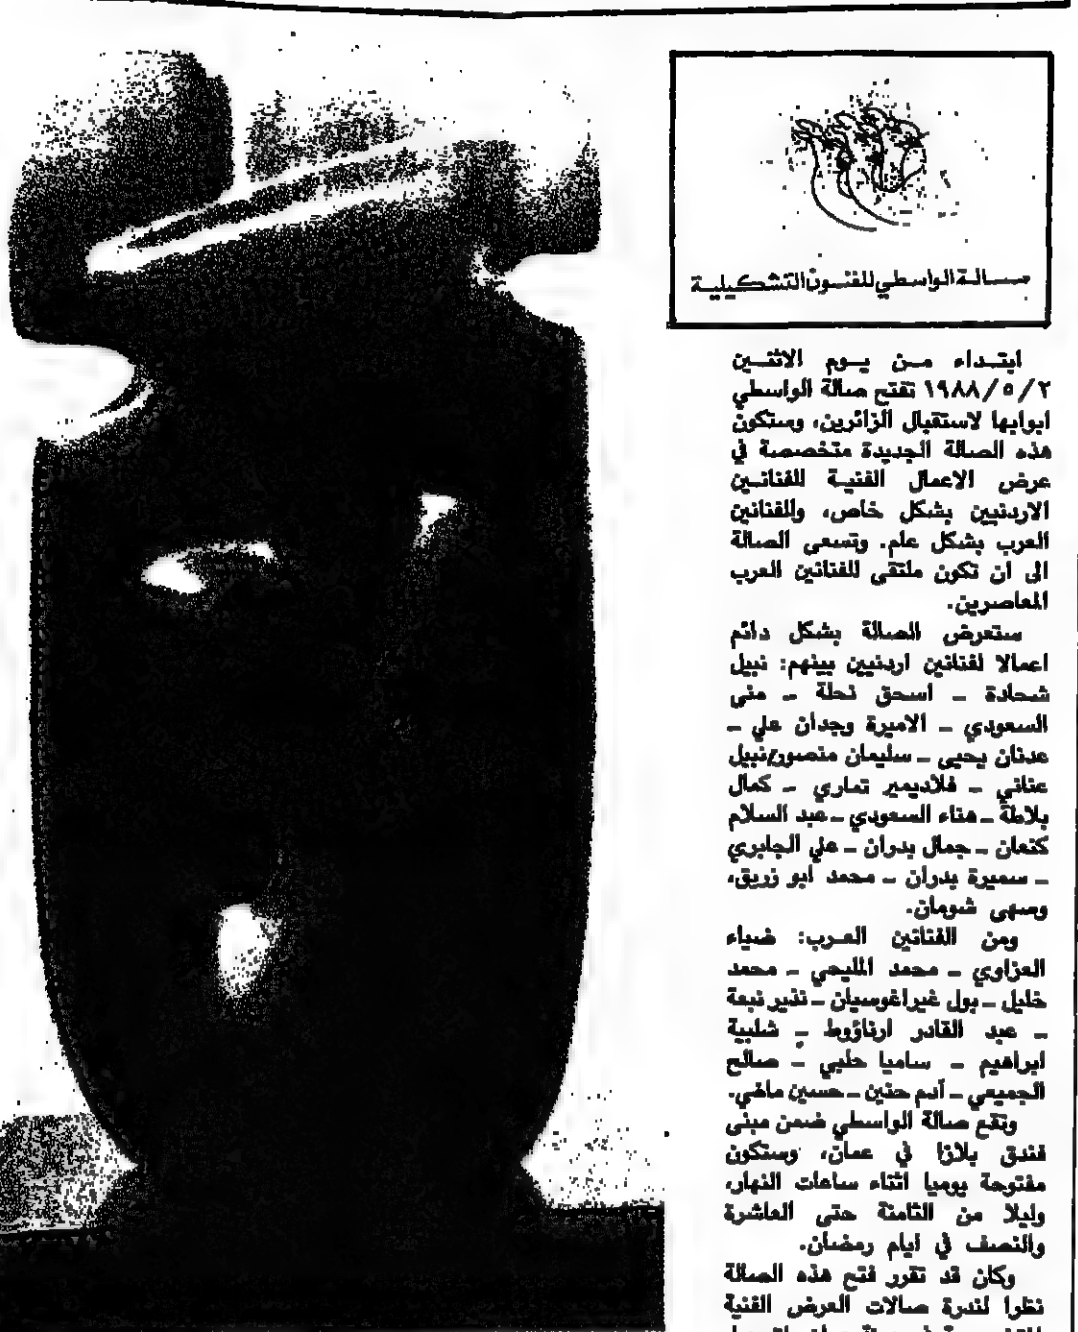 صالة الواسطي للفنون التشكيلية
ابتداء من يوم الاثنين
١٩٨٨/٥/٢ تفتح صالة الواسطي
ابوابها لاستقبال الزائرين، وستكون
هذه الصالة الجديدة متخصصة في
عرض الاعمال الفنية للفنانين
الاردنيين بشكل خاص، وللفنانين
العرب بشكل عام. وتسعى الصالة
الى ان تكون ملتقى للفنانين العرب
المعاصرين.
ستعرض الصالة بشكل دائم
اعمالا لفنانين اردنيين بينهم: نبيل
شحادة ـ اسحق نحلة ـ منى
السعودي ـ الاميرة وجدان علي ـ
عدنان يحيى ـ سليمان منصور، نبيل
عناني ـ فلاديمير تماري ـ كمال
بلاطة ـ هناء السعودي ـ عبد السلام
كنعان ـ جمال بدران ـ علي الجابري
ـ سميرة بدران ـ محمد ابو زريق،
وسهى شومان.
ومن الفنانين العرب: ضياء
العزاوي ـ محمد المليحي ـ محمد
خليل ـ بول غيراغوسيان ـ نذير نبعة
ـ عبد القادر ارناؤوط ـ شلبية
ابراهيم ـ ساميا حلبي ـ صالح
الجميعي ـ آدم حنين ـ حسين ماضي.
وتقع صالة الواسطي ضمن مبنى
فندق بلازا في عمان، وستكون
مفتوحة يوميا اثناء ساعات النهار،
وليلا من الثامنة حتى العاشرة
والنصف في ايام رمضان.
وكان قد تقرر فتح هذه الصالة
نظرا لندرة صالات العرض الفنية